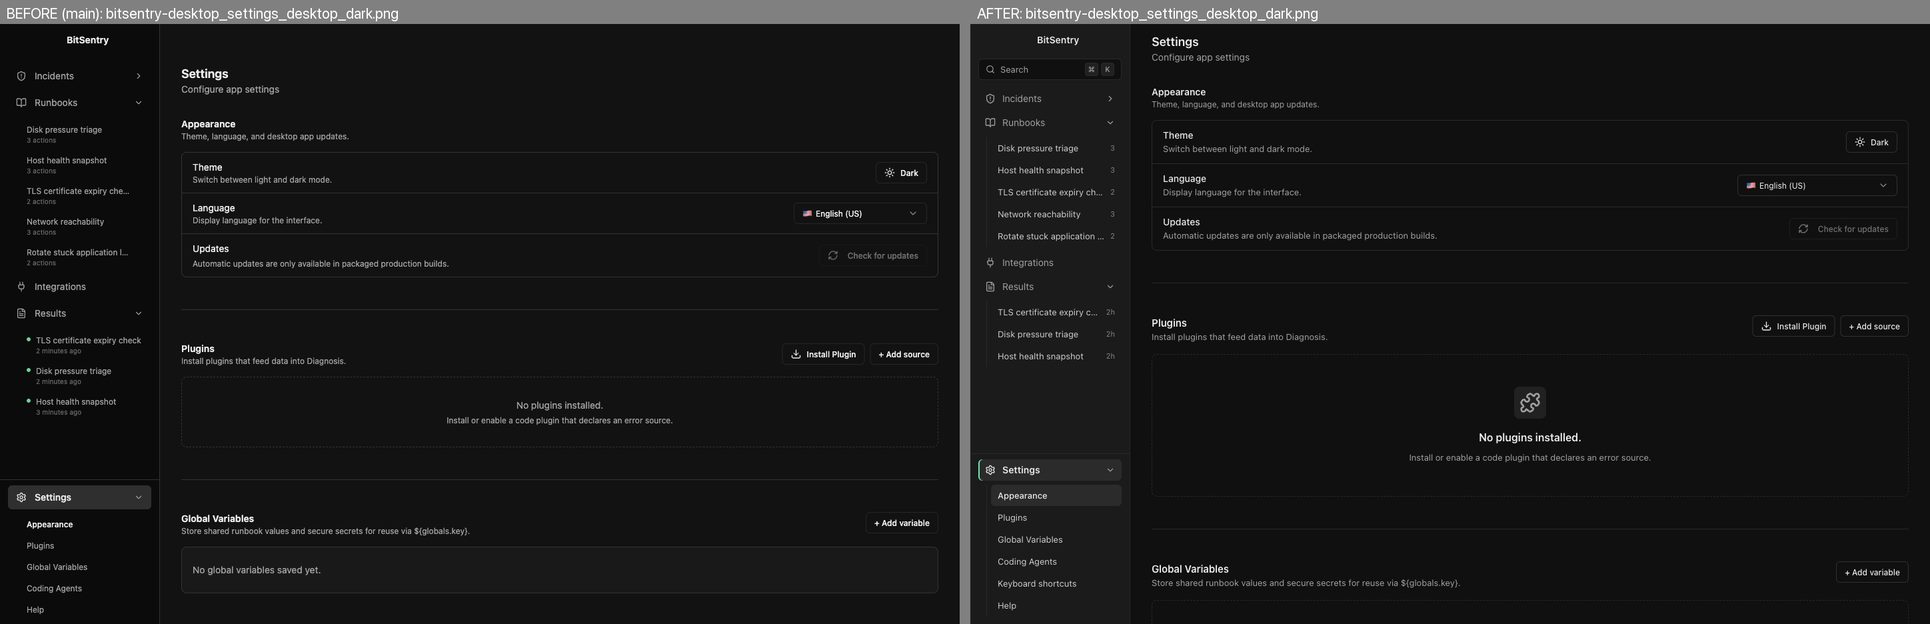 BEFORE (main): bitsentry-desktop_settings_desktop_dark.png
BitSentry
Incidents
Runbooks
Disk pressure triage
3 actions
Host health snapshot
3 actions
TLS certificate expiry che...
2 actions
Network reachability
3 actions
Rotate stuck application l...
2 actions
Integrations
Results
TLS certificate expiry check
2 minutes ago
Disk pressure triage
2 minutes ago
Host health snapshot
3 minutes ago
Settings
Appearance
Plugins
Global Variables
Coding Agents
Help
Settings
Configure app settings
Appearance
Theme, language, and desktop app updates.
Theme
Switch between light and dark mode.
Dark
Language
Display language for the interface.
English (US)
Updates
Automatic updates are only available in packaged production builds.
Check for updates
Plugins
Install plugins that feed data into Diagnosis.
Install Plugin
+ Add source
No plugins installed.
Install or enable a code plugin that declares an error source.
Global Variables
Store shared runbook values and secure secrets for reuse via ${globals.key}.
+ Add variable
No global variables saved yet.
AFTER: bitsentry-desktop_settings_desktop_dark.png
BitSentry
Search ⌘ K
Incidents
Runbooks
Disk pressure triage 3
Host health snapshot 3
TLS certificate expiry ch... 2
Network reachability 3
Rotate stuck application ... 2
Integrations
Results
TLS certificate expiry c... 2h
Disk pressure triage 2h
Host health snapshot 2h
Settings
Appearance
Plugins
Global Variables
Coding Agents
Keyboard shortcuts
Help
Settings
Configure app settings
Appearance
Theme, language, and desktop app updates.
Theme
Switch between light and dark mode.
Dark
Language
Display language for the interface.
English (US)
Updates
Automatic updates are only available in packaged production builds.
Check for updates
Plugins
Install plugins that feed data into Diagnosis.
Install Plugin
+ Add source
No plugins installed.
Install or enable a code plugin that declares an error source.
Global Variables
Store shared runbook values and secure secrets for reuse via ${globals.key}.
+ Add variable